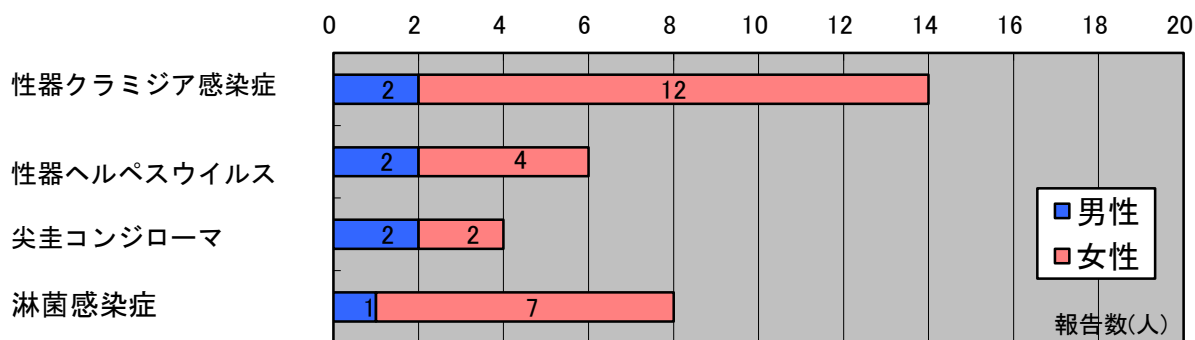 0 2 4 6 8 10 12 14 16 18 20
性器クラミジア感染症 2 12
性器ヘルペスウイルス 2 4
尖圭コンジローマ 2 2
淋菌感染症 1 7
男性
女性
報告数(人)